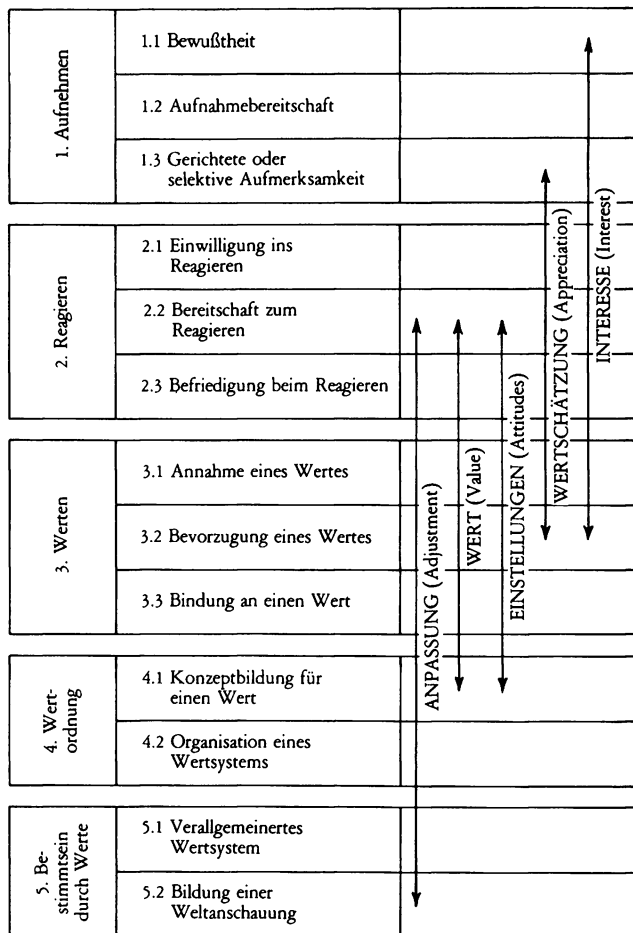 1. Aufnehmen
1.1 Bewußtheit
1.2 Aufnahmebereitschaft
1.3 Gerichtete oder
selektive Aufmerksamkeit
2. Reagieren
2.1 Einwilligung ins
Reagieren
2.2 Bereitschaft zum
Reagieren
2.3 Befriedigung beim Reagieren
3. Werten
3.1 Annahme eines Wertes
3.2 Bevorzugung eines Wertes
3.3 Bindung an einen Wert
4. Wert-
ordnung
4.1 Konzeptbildung für
einen Wert
4.2 Organisation eines
Wertsystems
5. Be-
stimmtsein
durch Werte
5.1 Verallgemeinertes
Wertsystem
5.2 Bildung einer
Weltanschauung
ANPASSUNG (Adjustment)
WERT (Value)
EINSTELLUNGEN (Attitudes)
WERTSCHÄTZUNG (Appreciation)
INTERESSE (Interest)